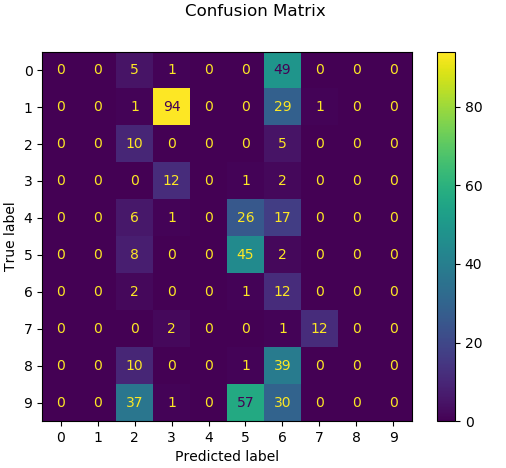 Confusion Matrix
0 0 0 5 1 0 0 49 0 0 0
1 0 0 1 94 0 0 29 1 0 0
2 0 0 10 0 0 0 5 0 0 0
3 0 0 0 12 0 1 2 0 0 0
4 0 0 6 1 0 26 17 0 0 0
5 0 0 8 0 0 45 2 0 0 0
6 0 0 2 0 0 1 12 0 0 0
7 0 0 0 2 0 0 1 12 0 0
8 0 0 10 0 0 1 39 0 0 0
9 0 0 37 1 0 57 30 0 0 0
0 1 2 3 4 5 6 7 8 9
True label
Predicted label
80
60
40
20
0